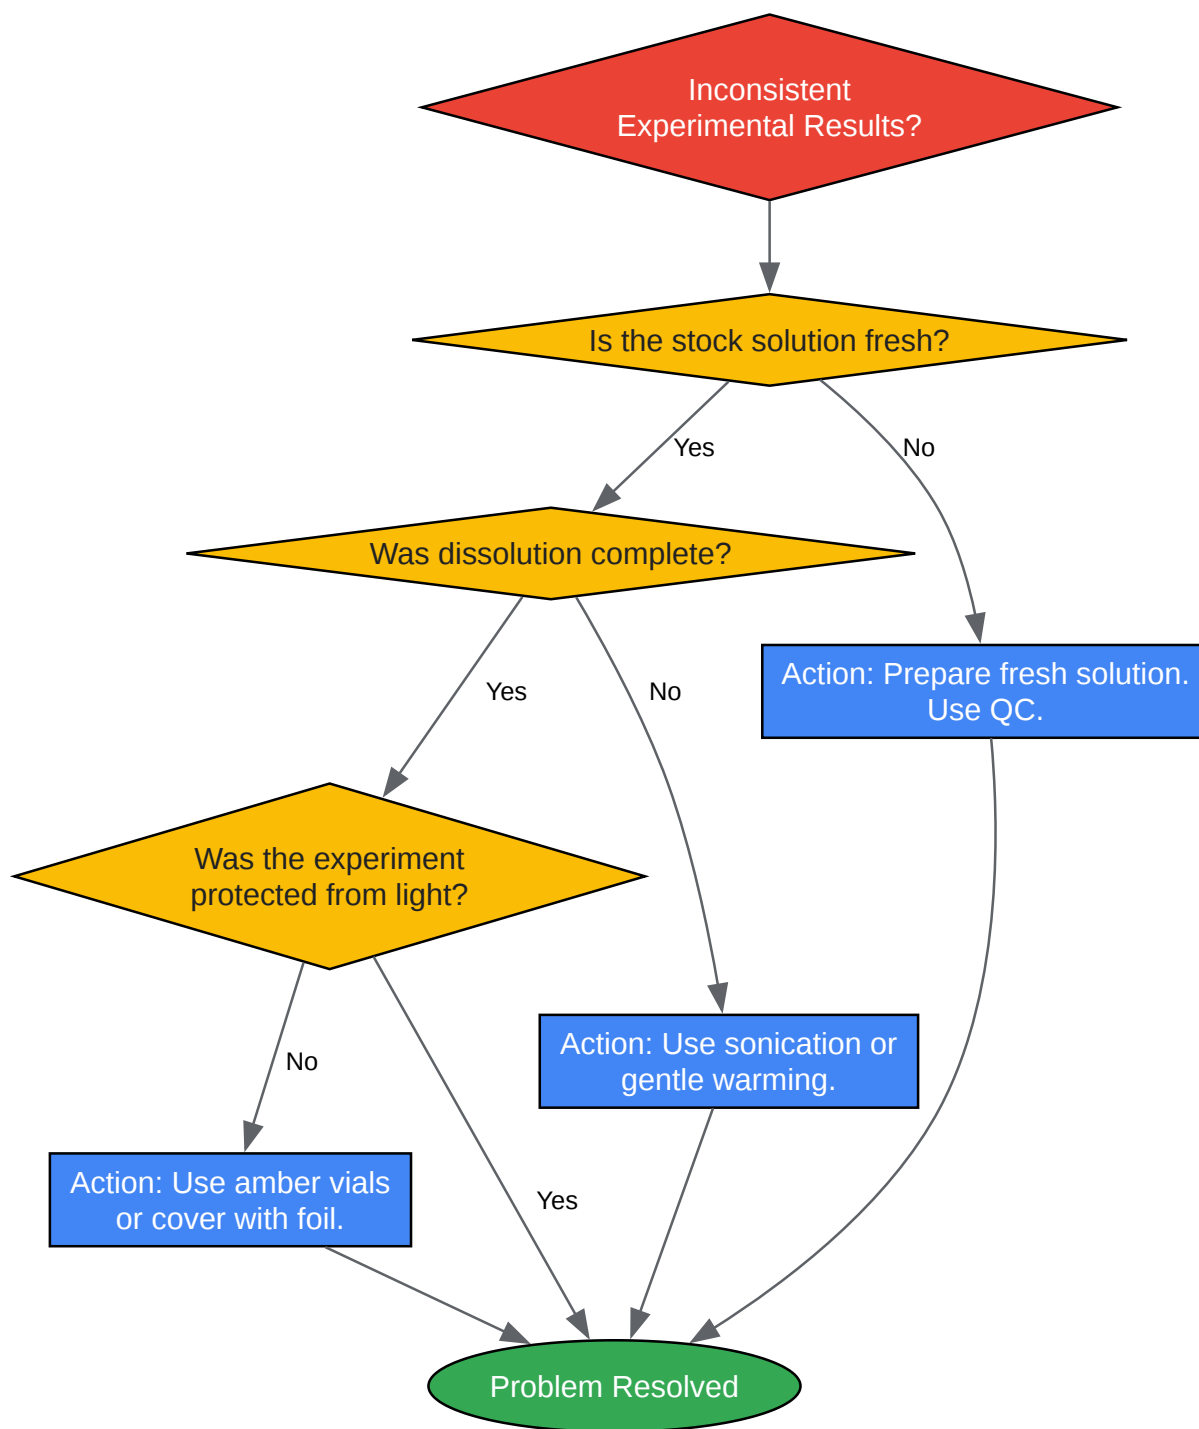 Inconsistent
Experimental Results?
Is the stock solution fresh?
Yes
No
Was dissolution complete?
Yes
No
Action: Prepare fresh solution.
Use QC.
Was the experiment
protected from light?
No
Yes
Action: Use sonication or
gentle warming.
Action: Use amber vials
or cover with foil.
Problem Resolved